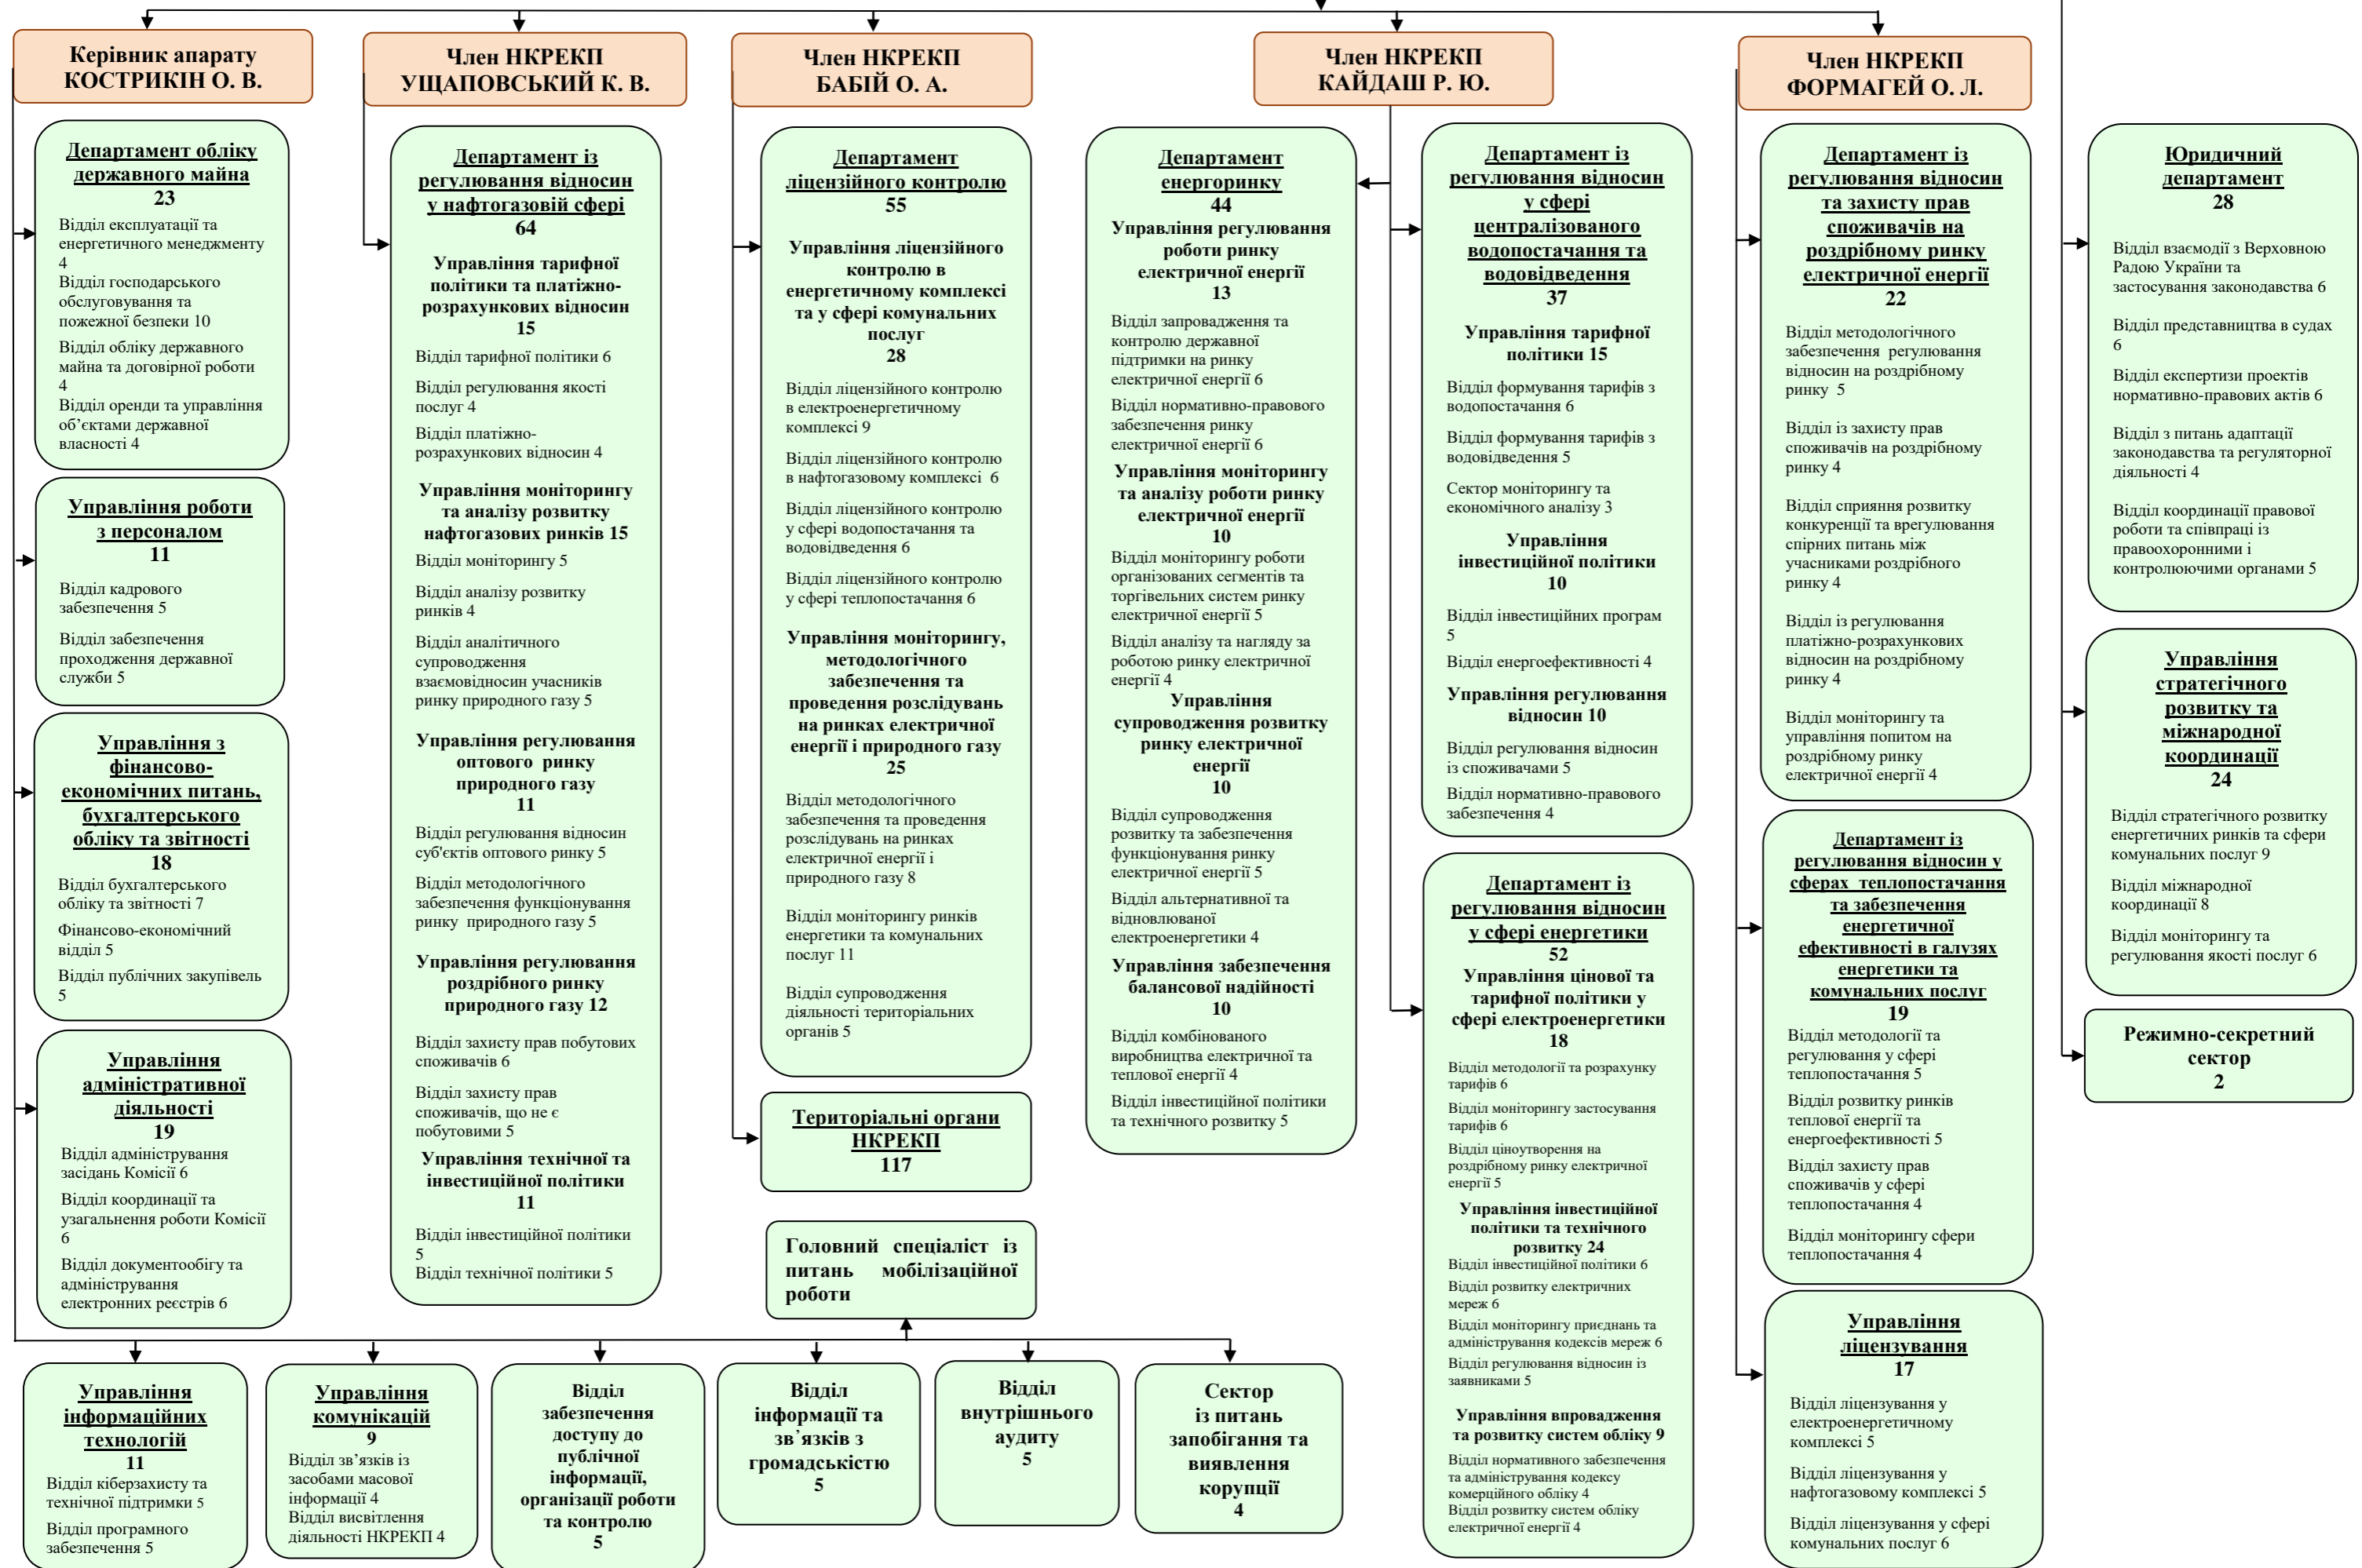 Керівник апарату
КОСТРИКІН О. В.
Член НКРЕКП
УЩАПОВСЬКИЙ К. В.
Член НКРЕКП
БАБІЙ О. А.
Член НКРЕКП
КАЙДАШ Р. Ю.
Член НКРЕКП
ФОРМАГЕЙ О. Л.
Департамент обліку
державного майна
23
Відділ експлуатації та
енергетичного менеджменту
4
Відділ господарського
обслуговування та
пожежної безпеки 10
Відділ обліку державного
майна та договірної роботи
4
Відділ оренди та управління
об’єктами державної
власності 4
Управління роботи
з персоналом
11
Відділ кадрового
забезпечення 5
Відділ забезпечення
проходження державної
служби 5
Управління з
фінансово-
економічних питань,
бухгалтерського
обліку та звітності
18
Відділ бухгалтерського
обліку та звітності 7
Фінансово-економічний
відділ 5
Відділ публічних закупівель
5
Управління
адміністративної
діяльності
19
Відділ адміністрування
засідань Комісії 6
Відділ координації та
узагальнення роботи Комісії
6
Відділ документообігу та
адміністрування
електронних реєстрів 6
Департамент із
регулювання відносин
у нафтогазовій сфері
64
Управління тарифної
політики та платіжно-
розрахункових відносин
15
Відділ тарифної політики 6
Відділ регулювання якості
послуг 4
Відділ платіжно-
розрахункових відносин 4
Управління моніторингу
та аналізу розвитку
нафтогазових ринків 15
Відділ моніторингу 5
Відділ аналізу розвитку
ринків 4
Відділ аналітичного
супроводження
взаємовідносин учасників
ринку природного газу 5
Управління регулювання
оптового ринку
природного газу
11
Відділ регулювання відносин
суб'єктів оптового ринку 5
Відділ методологічного
забезпечення функціонування
ринку природного газу 5
Управління регулювання
роздрібного ринку
природного газу 12
Відділ захисту прав побутових
споживачів 6
Відділ захисту прав
споживачів, що не є
побутовими 5
Управління технічної та
інвестиційної політики
11
Відділ інвестиційної політики
5
Відділ технічної політики 5
Департамент
ліцензійного контролю
55
Управління ліцензійного
контролю в
енергетичному комплексі
та у сфері комунальних
послуг
28
Відділ ліцензійного контролю
в електроенергетичному
комплексі 9
Відділ ліцензійного контролю
в нафтогазовому комплексі 6
Відділ ліцензійного контролю
у сфері водопостачання та
водовідведення 6
Відділ ліцензійного контролю
у сфері теплопостачання 6
Управління моніторингу,
методологічного
забезпечення та
проведення розслідувань
на ринках електричної
енергії і природного газу
25
Відділ методологічного
забезпечення та проведення
розслідувань на ринках
електричної енергії і
природного газу 8
Відділ моніторингу ринків
енергетики та комунальних
послуг 11
Відділ супроводження
діяльності територіальних
органів 5
Територіальні органи
НКРЕКП
117
Головний спеціаліст із
питань мобілізаційної
роботи
Департамент
енергоринку
44
Управління регулювання
роботи ринку
електричної енергії
13
Відділ запровадження та
контролю державної
підтримки на ринку
електричної енергії 6
Відділ нормативно-правового
забезпечення ринку
електричної енергії 6
Управління моніторингу
та аналізу роботи ринку
електричної енергії
10
Відділ моніторингу роботи
організованих сегментів та
торгівельних систем ринку
електричної енергії 5
Відділ аналізу та нагляду за
роботою ринку електричної
енергії 4
Управління
супроводження розвитку
ринку електричної
енергії
10
Відділ супроводження
розвитку та забезпечення
функціонування ринку
електричної енергії 5
Відділ альтернативної та
відновлюваної
електроенергетики 4
Управління забезпечення
балансової надійності
10
Відділ комбінованого
виробництва електричної та
теплової енергії 4
Відділ інвестиційної політики
та технічного розвитку 5
Департамент із
регулювання відносин
у сфері
централізованого
водопостачання та
водовідведення
37
Управління тарифної
політики 15
Відділ формування тарифів з
водопостачання 6
Відділ формування тарифів з
водовідведення 5
Сектор моніторингу та
економічного аналізу 3
Управління
інвестиційної політики
10
Відділ інвестиційних програм
5
Відділ енергоефективності 4
Управління регулювання
відносин 10
Відділ регулювання відносин
із споживачами 5
Відділ нормативно-правового
забезпечення 4
Департамент із
регулювання відносин
у сфері енергетики
52
Управління цінової та
тарифної політики у
сфері електроенергетики
18
Відділ методології та розрахунку
тарифів 6
Відділ моніторингу застосування
тарифів 6
Відділ ціноутворення на
роздрібному ринку електричної
енергії 5
Управління інвестиційної
політики та технічного
розвитку 24
Відділ інвестиційної політики 6
Відділ розвитку електричних
мереж 6
Відділ моніторингу приєднань та
адміністрування кодексів мереж 6
Відділ регулювання відносин із
заявниками 5
Управління впровадження
та розвитку систем обліку 9
Відділ нормативного забезпечення
та адміністрування кодексу
комерційного обліку 4
Відділ розвитку систем обліку
електричної енергії 4
Департамент із
регулювання відносин
та захисту прав
споживачів на
роздрібному ринку
електричної енергії
22
Відділ методологічного
забезпечення регулювання
відносин на роздрібному
ринку 5
Відділ із захисту прав
споживачів на роздрібному
ринку 4
Відділ сприяння розвитку
конкуренції та врегулювання
спірних питань між
учасниками роздрібного
ринку 4
Відділ із регулювання
платіжно-розрахункових
відносин на роздрібному
ринку 4
Відділ моніторингу та
управління попитом на
роздрібному ринку
електричної енергії 4
Департамент із
регулювання відносин у
сферах теплопостачання
та забезпечення
енергетичної
ефективності в галузях
енергетики та
комунальних послуг
19
Відділ методології та
регулювання у сфері
теплопостачання 5
Відділ розвитку ринків
теплової енергії та
енергоефективності 5
Відділ захисту прав
споживачів у сфері
теплопостачання 4
Відділ моніторингу сфери
теплопостачання 4
Управління
ліцензування
17
Відділ ліцензування у
електроенергетичному
комплексі 5
Відділ ліцензування у
нафтогазовому комплексі 5
Відділ ліцензування у сфері
комунальних послуг 6
Юридичний
департамент
28
Відділ взаємодії з Верховною
Радою України та
застосування законодавства 6
Відділ представництва в судах
6
Відділ експертизи проектів
нормативно-правових актів 6
Відділ з питань адаптації
законодавства та регуляторної
діяльності 4
Відділ координації правової
роботи та співпраці із
правоохоронними і
контролюючими органами 5
Управління
стратегічного
розвитку та
міжнародної
координації
24
Відділ стратегічного розвитку
енергетичних ринків та сфери
комунальних послуг 9
Відділ міжнародної
координації 8
Відділ моніторингу та
регулювання якості послуг 6
Режимно-секретний
сектор
2
Управління
інформаційних
технологій
11
Відділ кіберзахисту та
технічної підтримки 5
Відділ програмного
забезпечення 5
Управління
комунікацій
9
Відділ зв’язків із
засобами масової
інформації 4
Відділ висвітлення
діяльності НКРЕКП 4
Відділ
забезпечення
доступу до
публічної
інформації,
організації роботи
та контролю
5
Відділ
інформації та
зв’язків з
громадськістю
5
Відділ
внутрішнього
аудиту
5
Сектор
із питань
запобігання та
виявлення
корупції
4